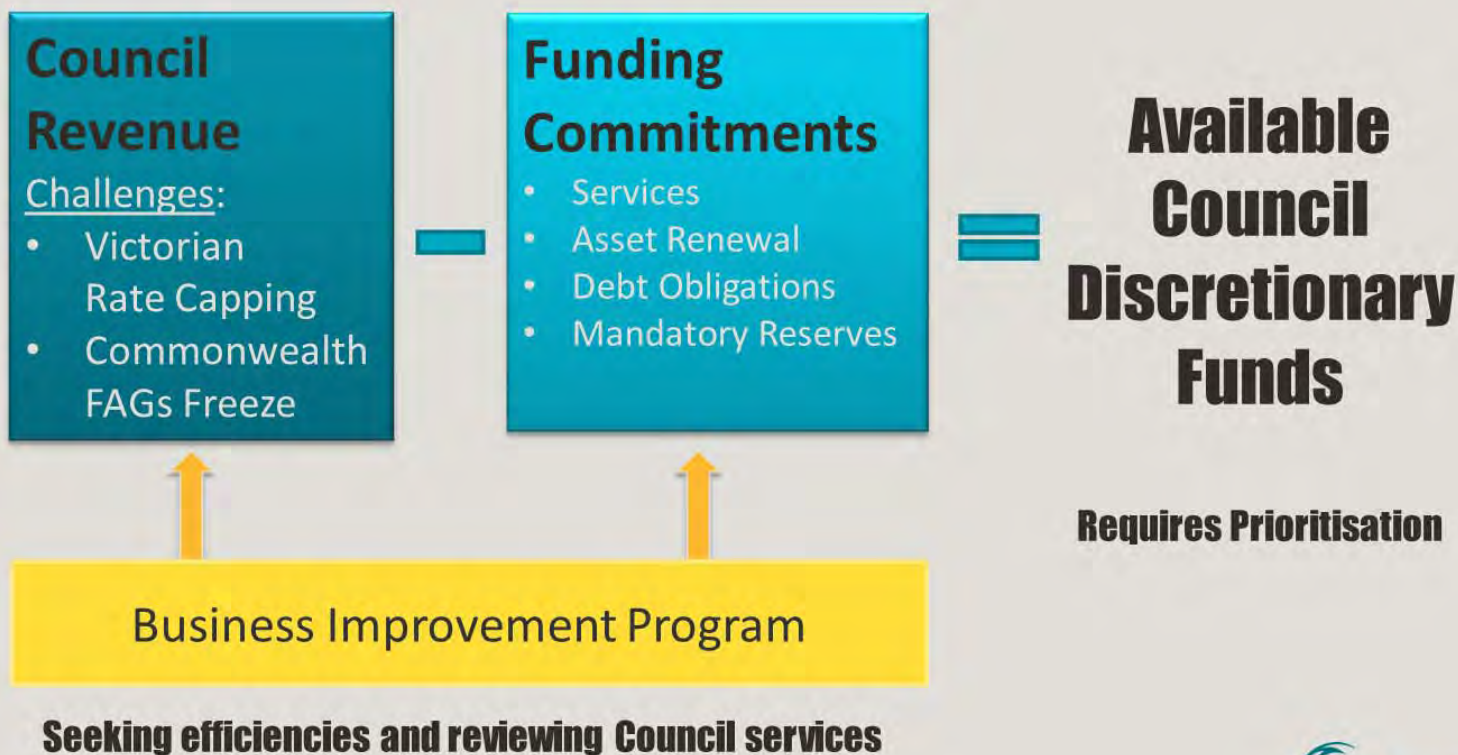 Council
Revenue
Challenges:
• Victorian
Rate Capping
• Commonwealth
FAGs Freeze
Funding
Commitments
• Services
• Asset Renewal
• Debt Obligations
• Mandatory Reserves
Available
Council
Discretionary
Funds
Requires Prioritisation
Business Improvement Program
Seeking efficiencies and reviewing Council services